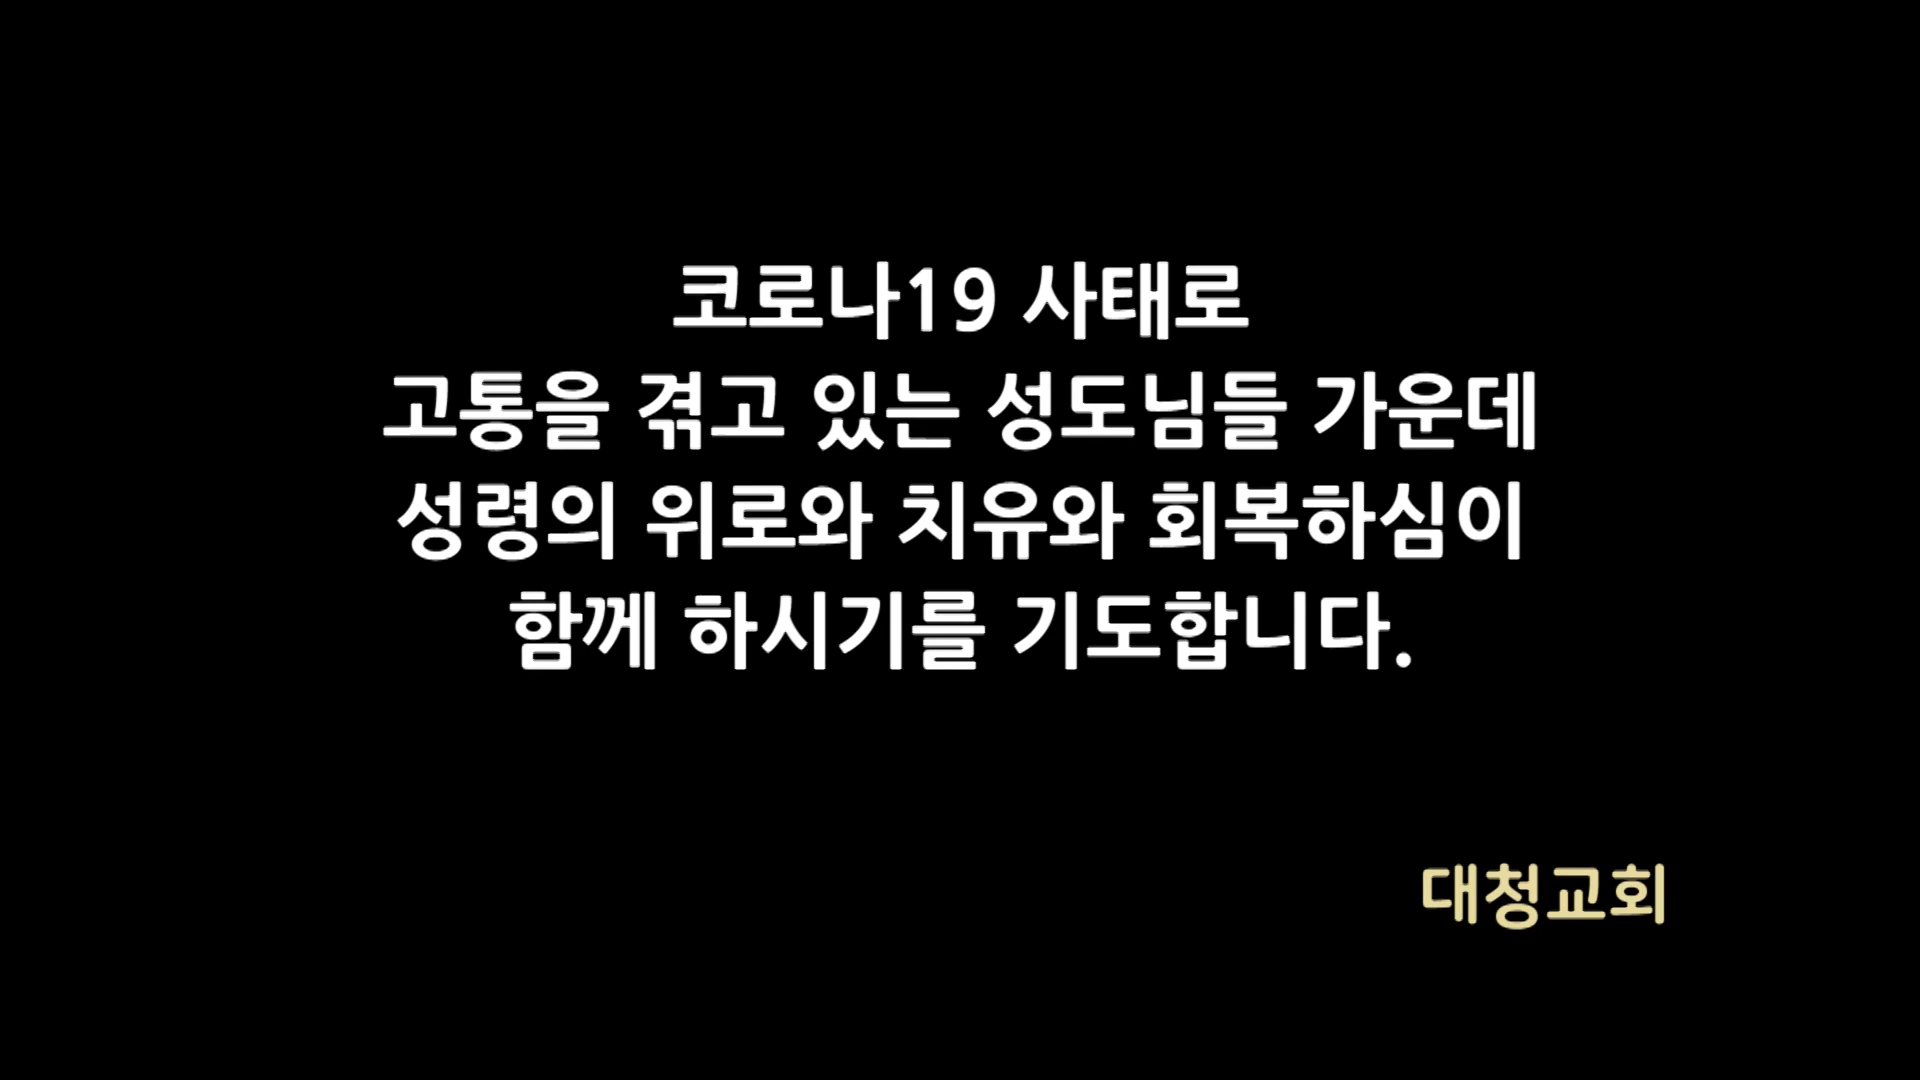 코로나19 사태로
고통을 겪고 있는 성도님들 가운데
성령의 위로와 치유와 회복하심이
함께 하시기를 기도합니다.
대청교회